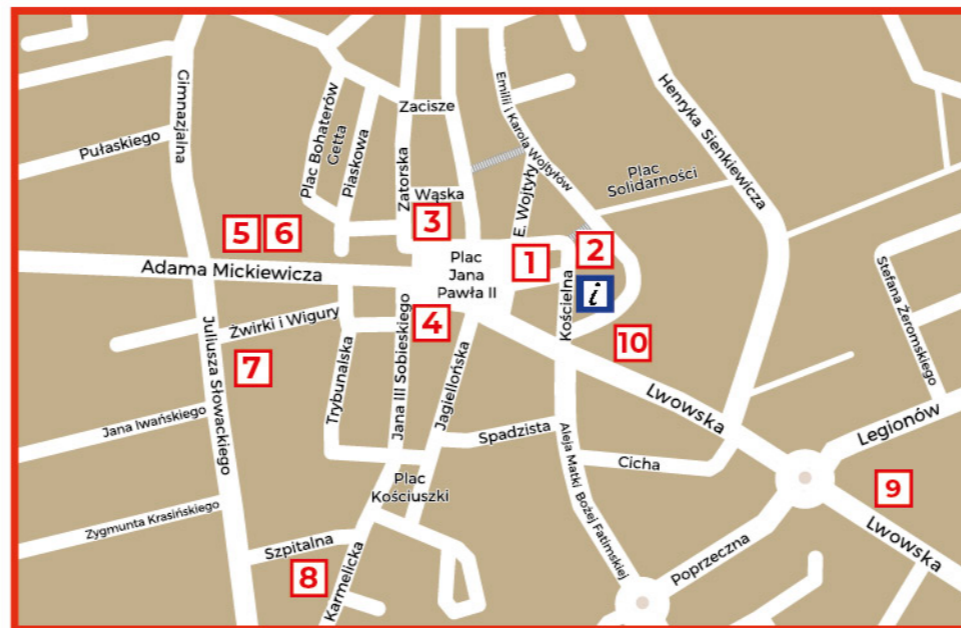 Gimnazjalna
Pułaskiego
Plac Bohaterów
Getta
Piaskowa
Zacisze
Zatorska
Wąska
Emilii i Karola Wojtyłów
E. Wojtyły
Henryka Sienkiewicza
Plac
Solidarności
5
6
3
1
2
i
Plac
Jana
Pawła II
Adama Mickiewicza
Kościelna
Stefana Żeromskiego
Żwirki i Wigury
4
10
7
Juliusza Słowackiego
Trybunalska
Jana III Sobieskiego
Jagiellońska
Lwowska
Jana Iwańskiego
Spadzista
Legionów
Aleja Matki Bożej Fatimskiej
Cicha
Plac
Kościuszki
9
Zygmunta Krasińskiego
Lwowska
Szpitalna
8
Karmelicka
Poprzeczna